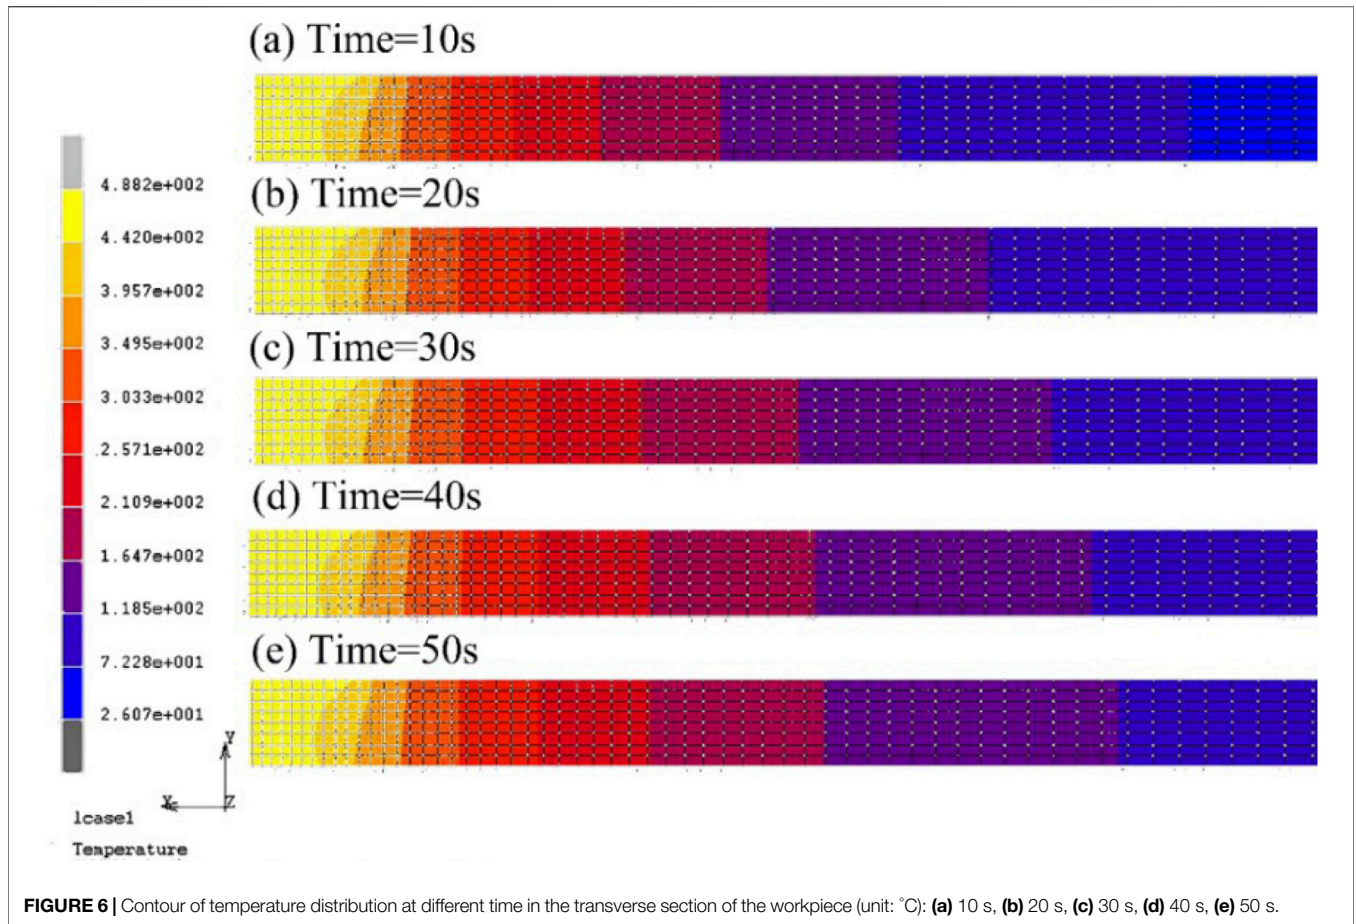 (a) Time=10s
(b) Time=20s
(c) Time=30s
(d) Time=40s
(e) Time=50s
4.882e+002
4.420e+002
3.957e+002
3.495e+002
3.033e+002
2.571e+002
2.109e+002
1.647e+002
1.185e+002
7.228e+001
2.607e+001
Y
X
Z
lcase1
Temperature
FIGURE 6 | Contour of temperature distribution at different time in the transverse section of the workpiece (unit: °C): (a) 10 s, (b) 20 s, (c) 30 s, (d) 40 s, (e) 50 s.